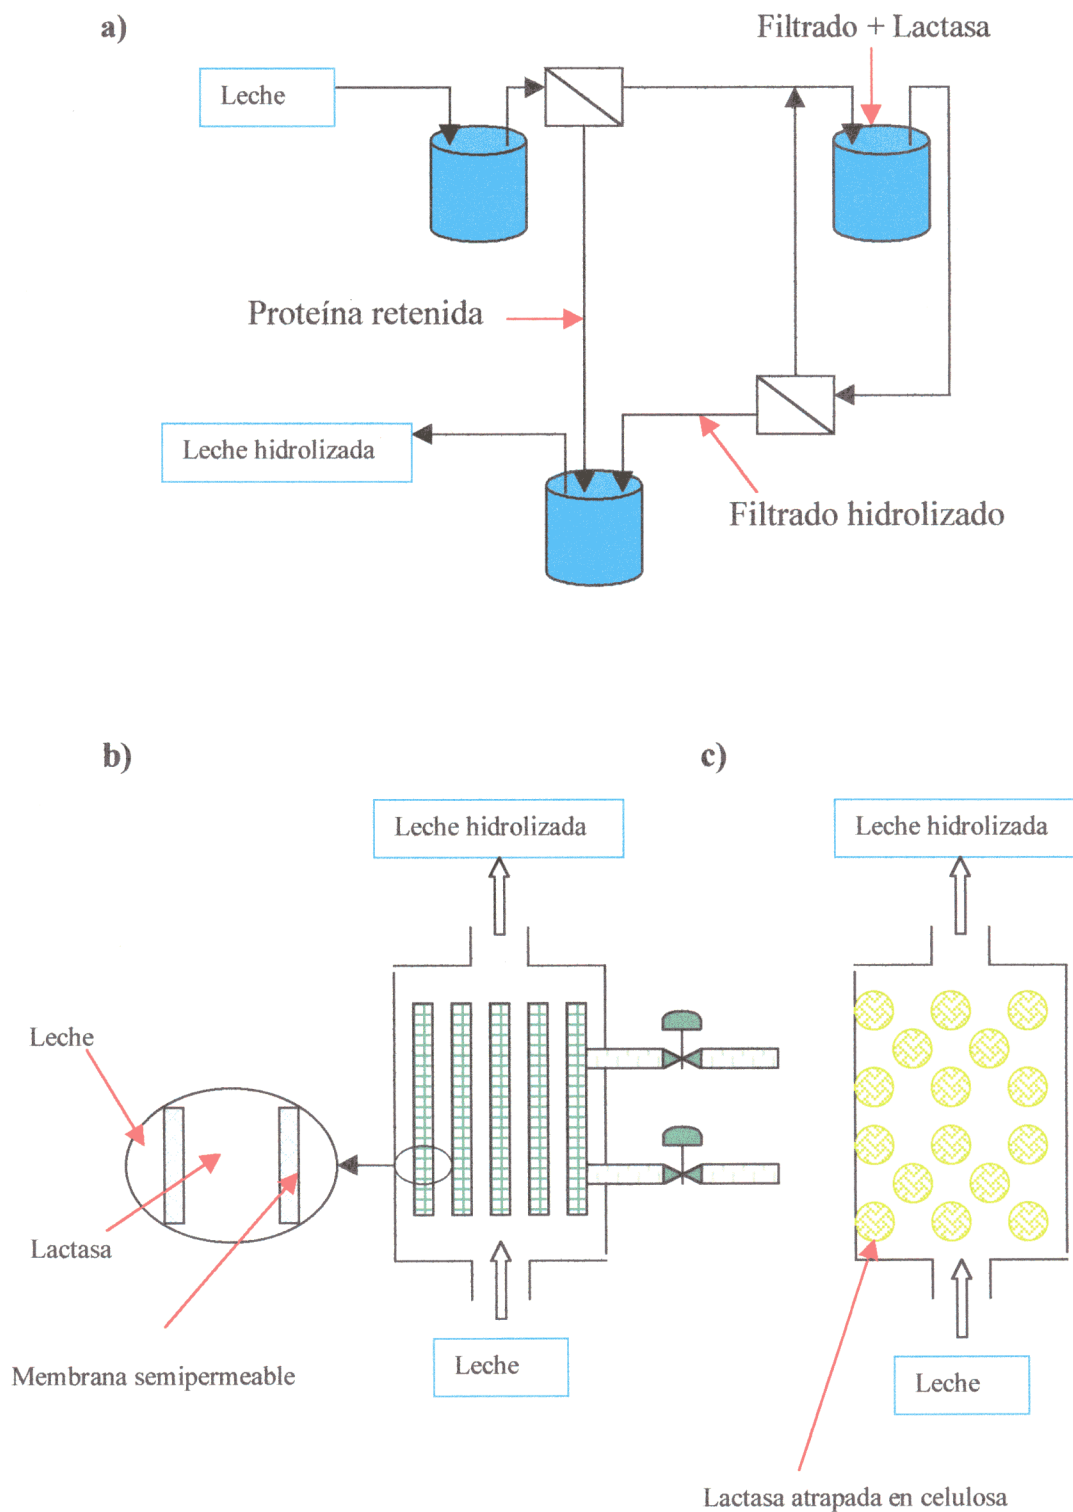 a)
Filtrado + Lactasa
Leche
Proteína retenida
Leche hidrolizada
Filtrado hidrolizado
b)
c)
Leche hidrolizada
Leche hidrolizada
Leche
Lactasa
Membrana semipermeable
Leche
Leche
Lactasa atrapada en celulosa